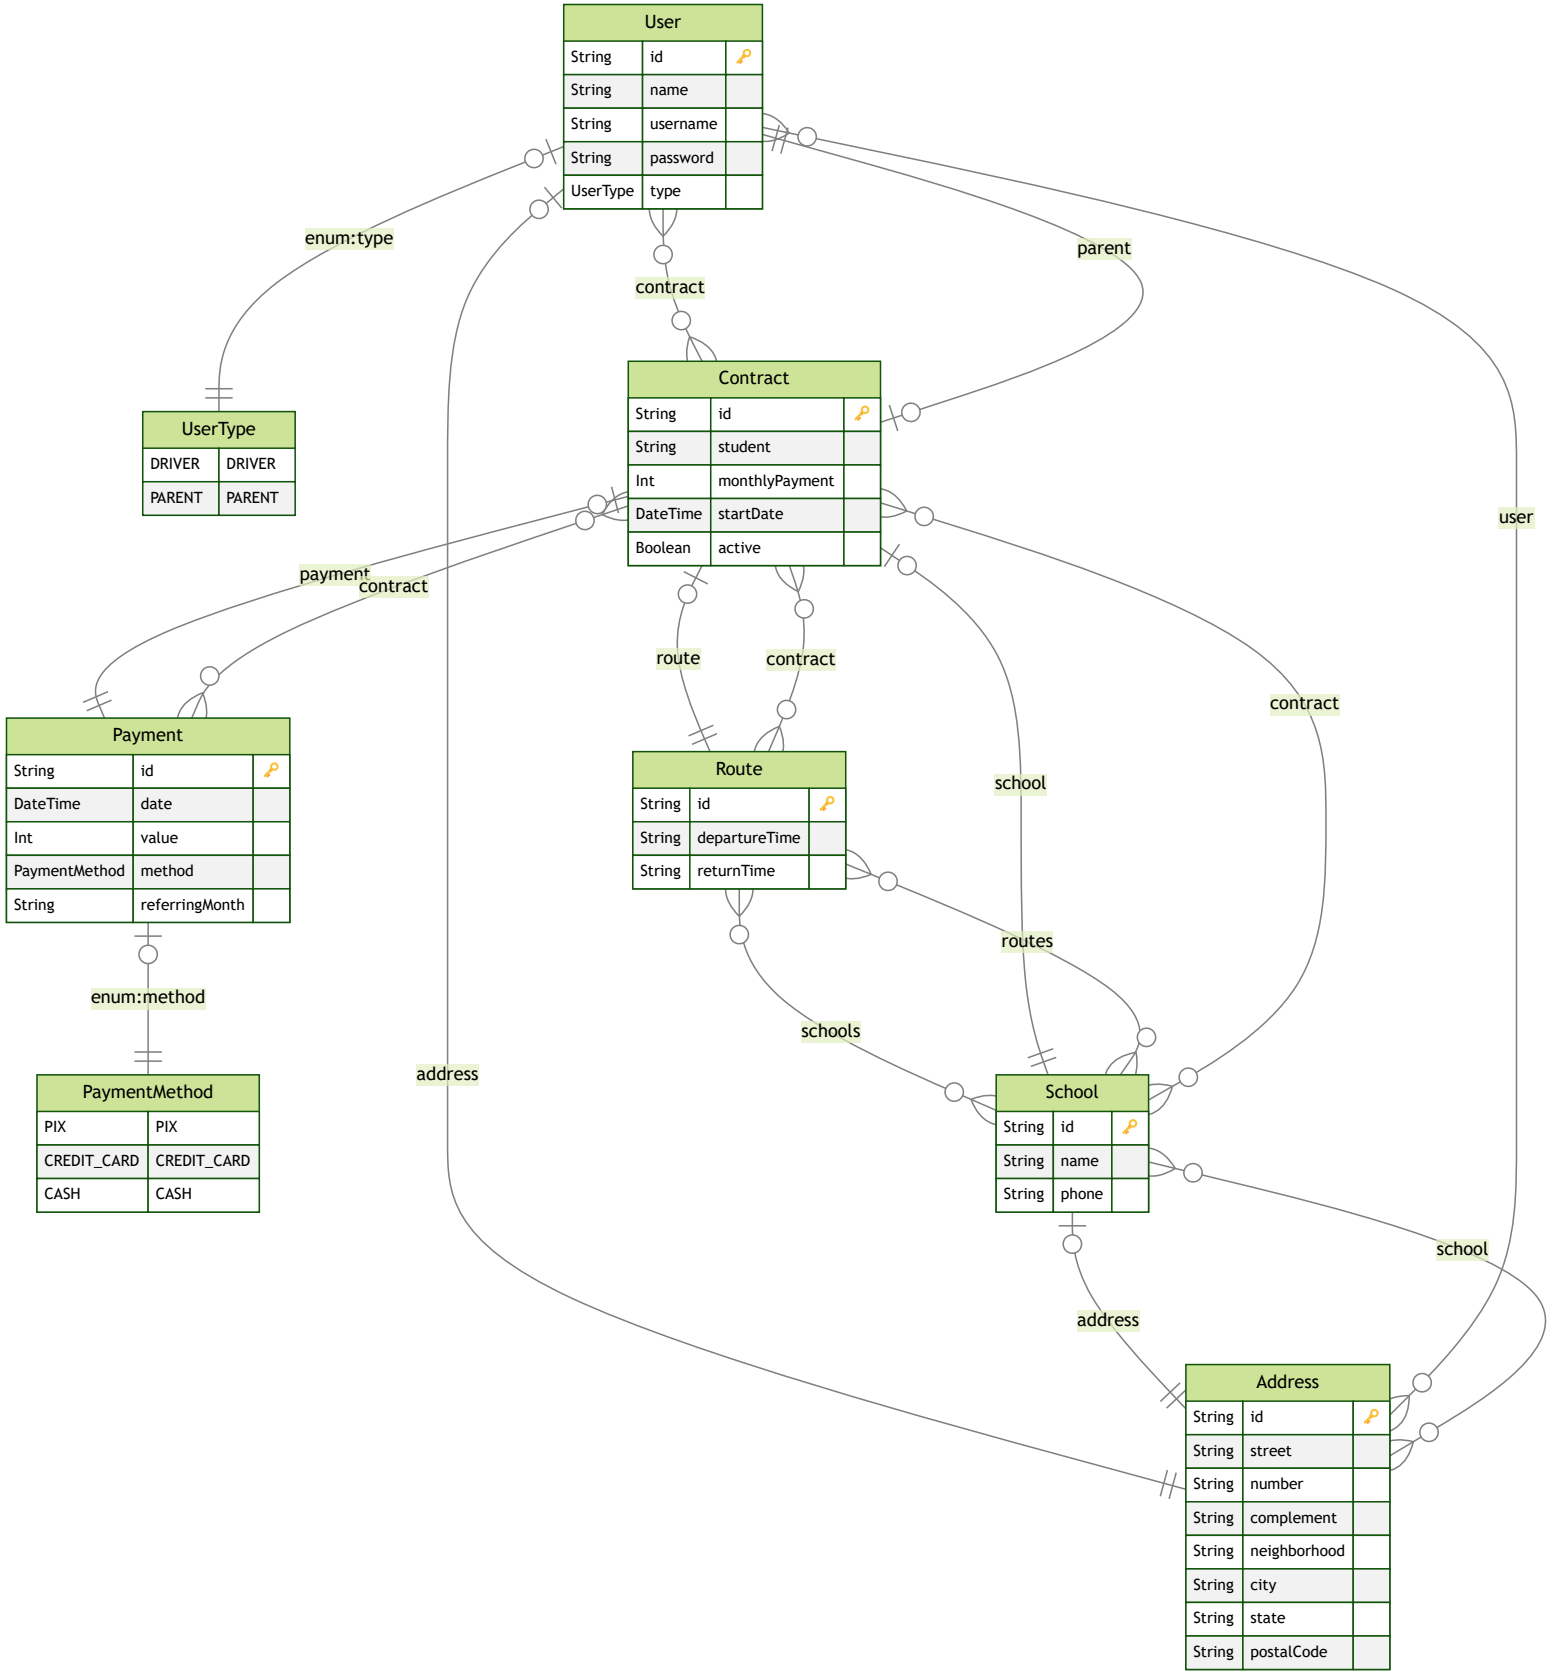 User
String id
String name
String username
String password
UserType type
enum:type
parent
contract
Contract
String id
String student
Int monthlyPayment
DateTime startDate
Boolean active
UserType
DRIVER DRIVER
PARENT PARENT
user
payment
contract
route
contract
contract
school
Payment
String id
DateTime date
Int value
PaymentMethod method
String referringMonth
Route
String id
String departureTime
String returnTime
routes
enum:method
schools
address
PaymentMethod
PIX PIX
CREDIT_CARD CREDIT_CARD
CASH CASH
School
String id
String name
String phone
school
address
Address
String id
String street
String number
String complement
String neighborhood
String city
String state
String postalCode